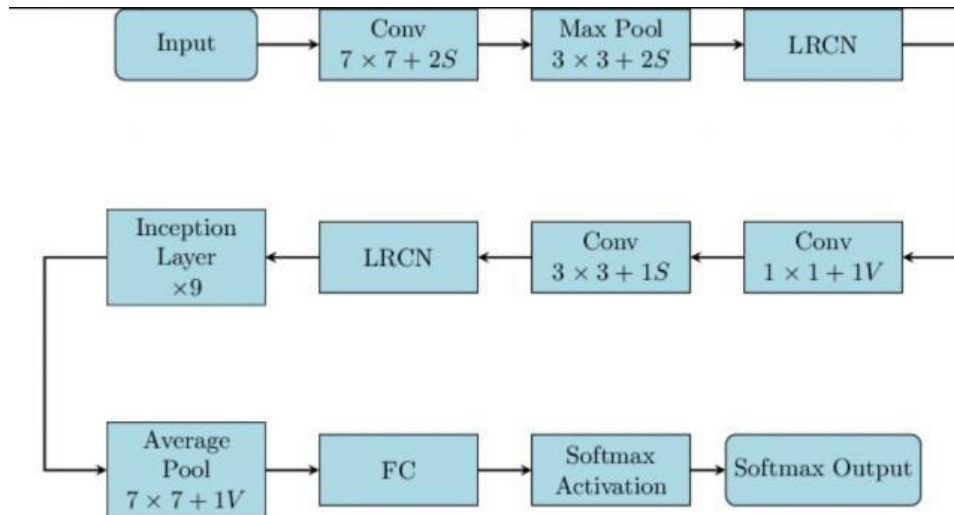 Input
Conv
7 × 7 + 2S
Max Pool
3 × 3 + 2S
LRCN
Inception
Layer
×9
LRCN
Conv
3 × 3 + 1S
Conv
1 × 1 + 1V
Average
Pool
7 × 7 + 1V
FC
Softmax
Activation
Softmax Output